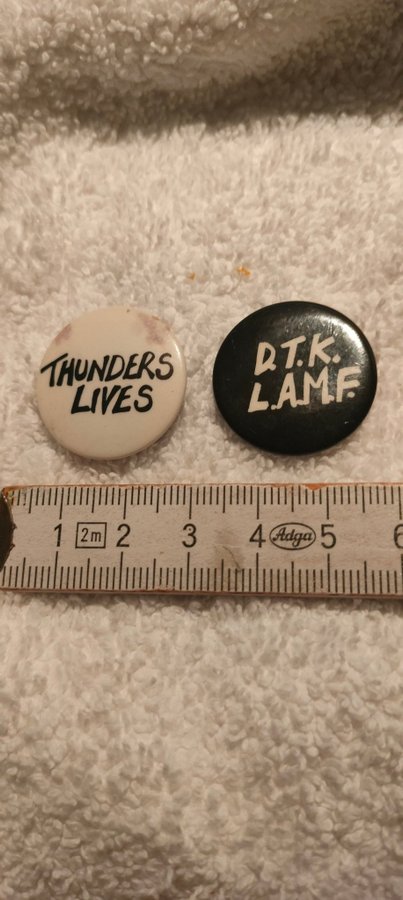 THUNDERS
LIVES
D.T.K.
L.A.M.F.
1 2m 2 3 4 Adga 5 6